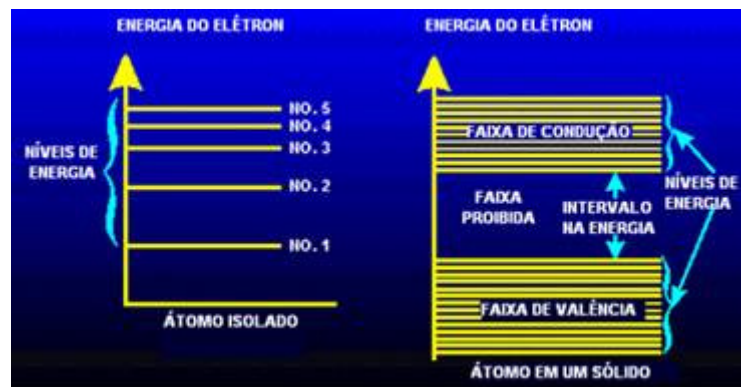 ENERGIA DO ELÉTRON
NO. 5
NO. 4
NO. 3
NO. 2
NO. 1
NÍVEIS DE
ENERGIA
ÁTOMO ISOLADO
ENERGIA DO ELÉTRON
FAIXA DE CONDUÇÃO
FAIXA
PROIBIDA
INTERVALO
NA ENERGIA
NÍVEIS DE
ENERGIA
FAIXA DE VALÊNCIA
ÁTOMO EM UM SÓLIDO